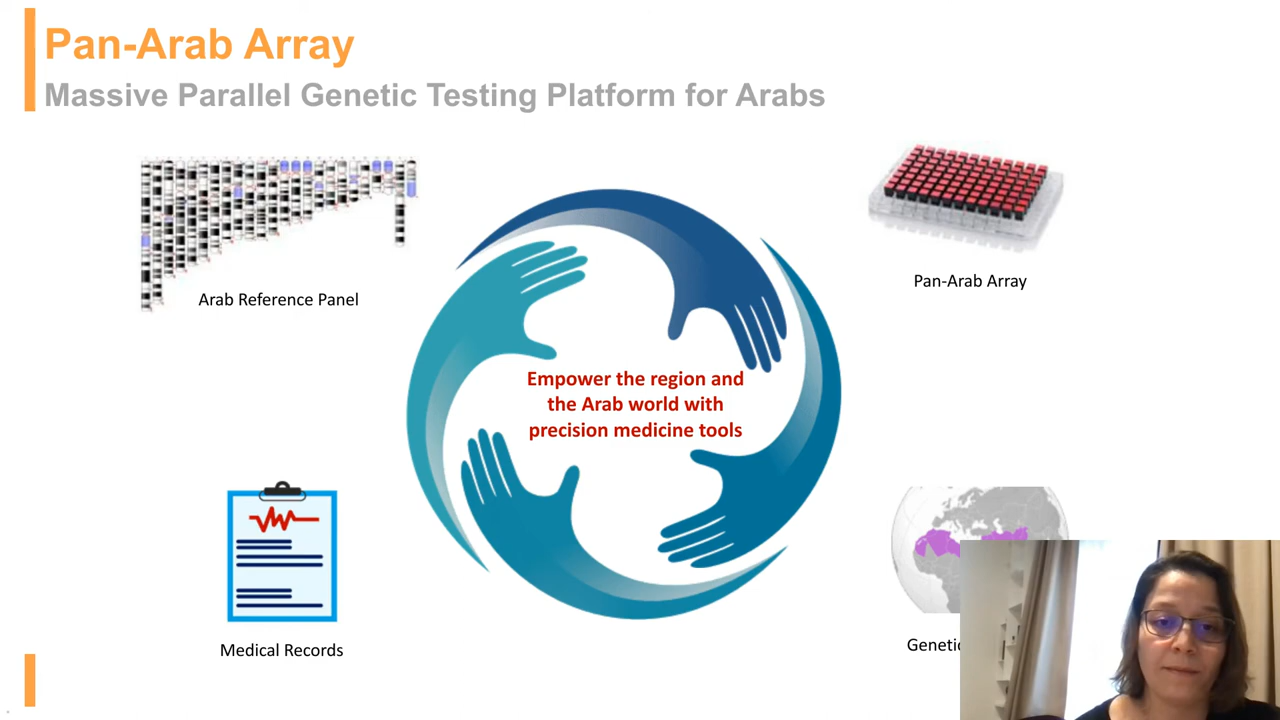 Pan-Arab Array
Massive Parallel Genetic Testing Platform for Arabs
Arab Reference Panel
Pan-Arab Array
Empower the region and
the Arab world with
precision medicine tools
Medical Records